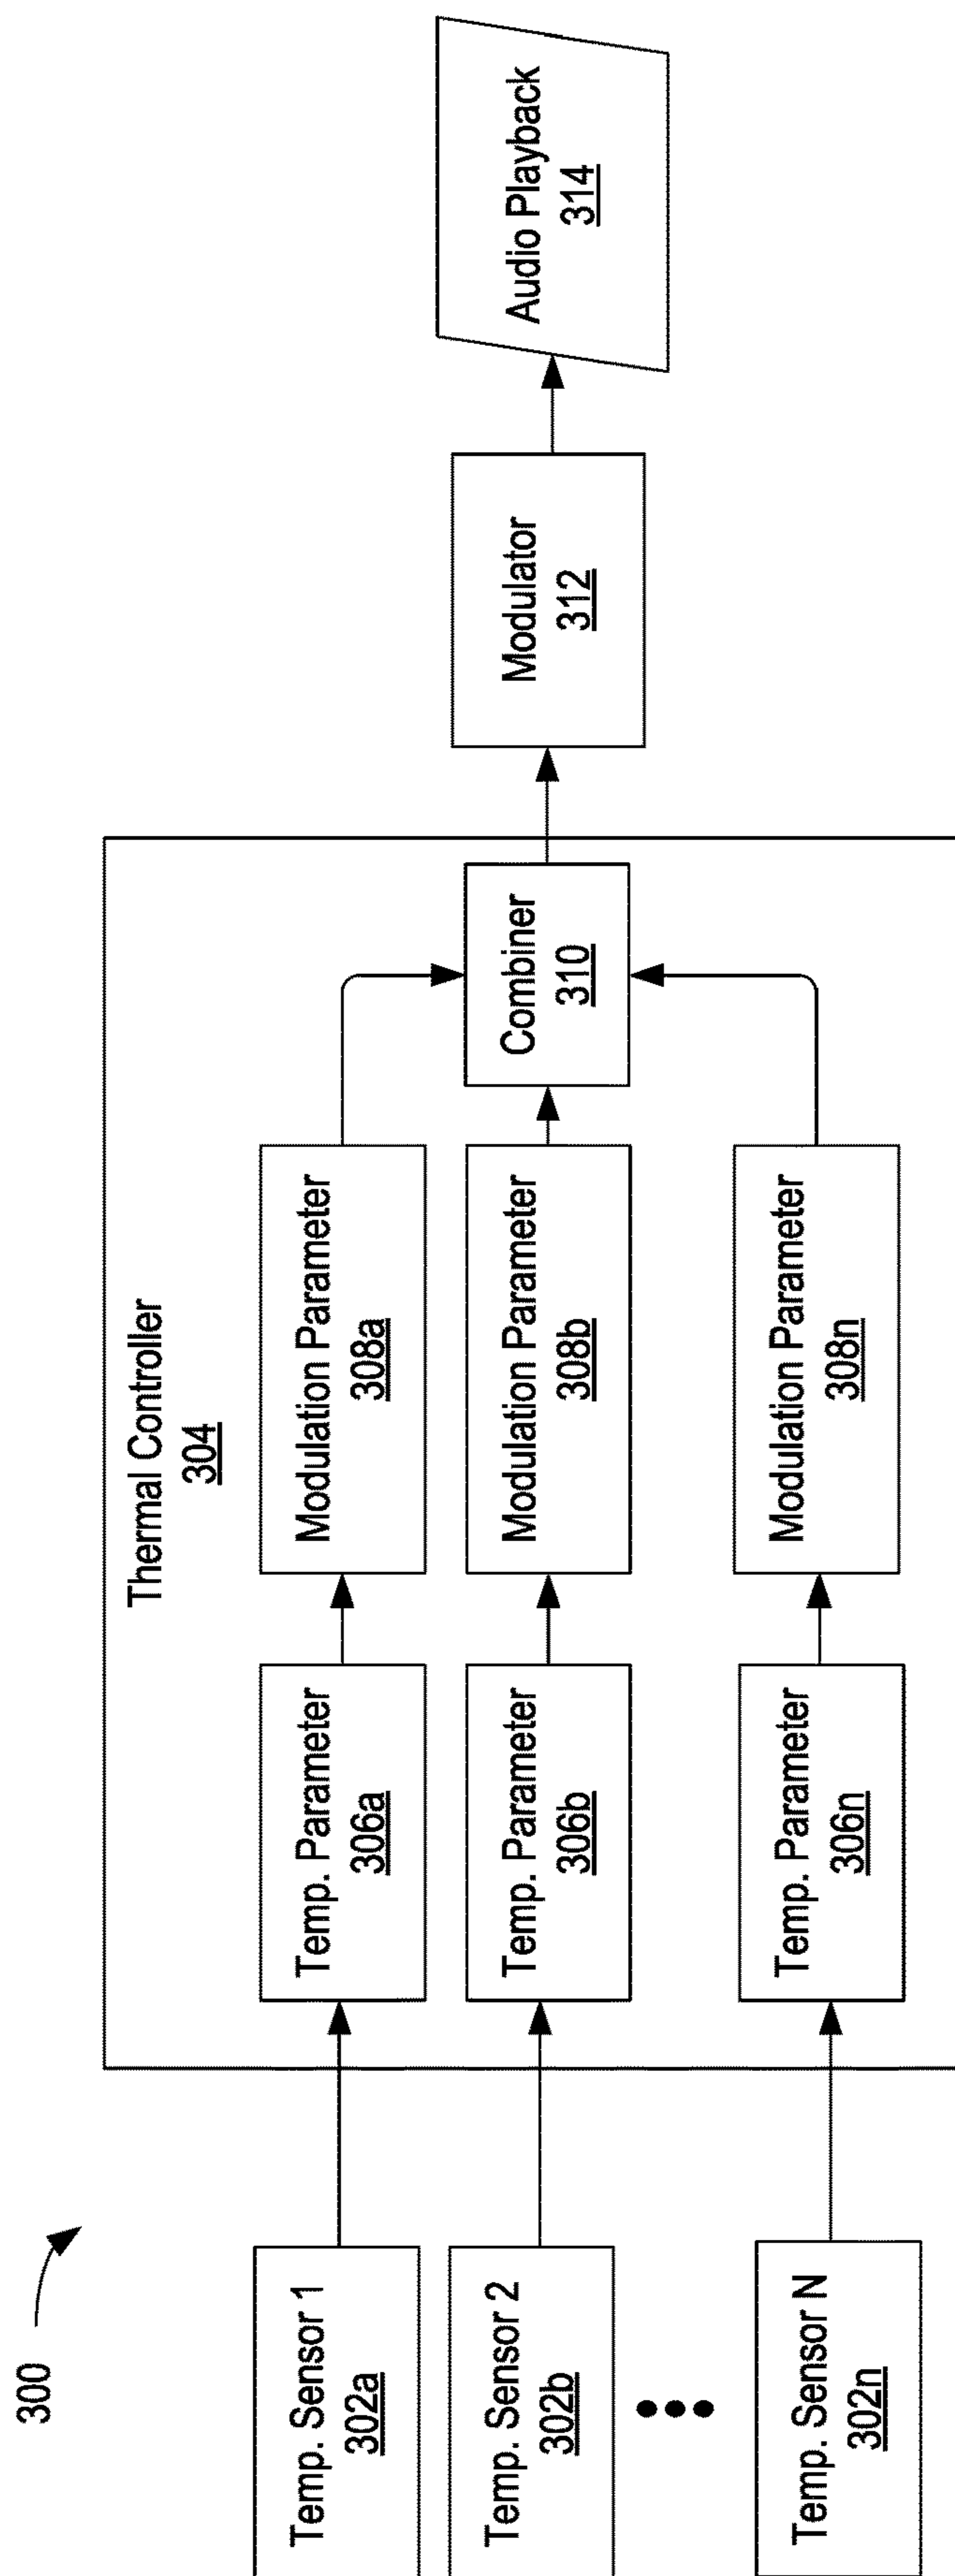 300
Temp. Sensor 1
302a
Temp. Sensor 2
302b
Temp. Sensor N
302n
Thermal Controller
304
Temp. Parameter
306a
Modulation Parameter
308a
Temp. Parameter
306b
Modulation Parameter
308b
Temp. Parameter
306n
Modulation Parameter
308n
Combiner
310
Modulator
312
Audio Playback
314